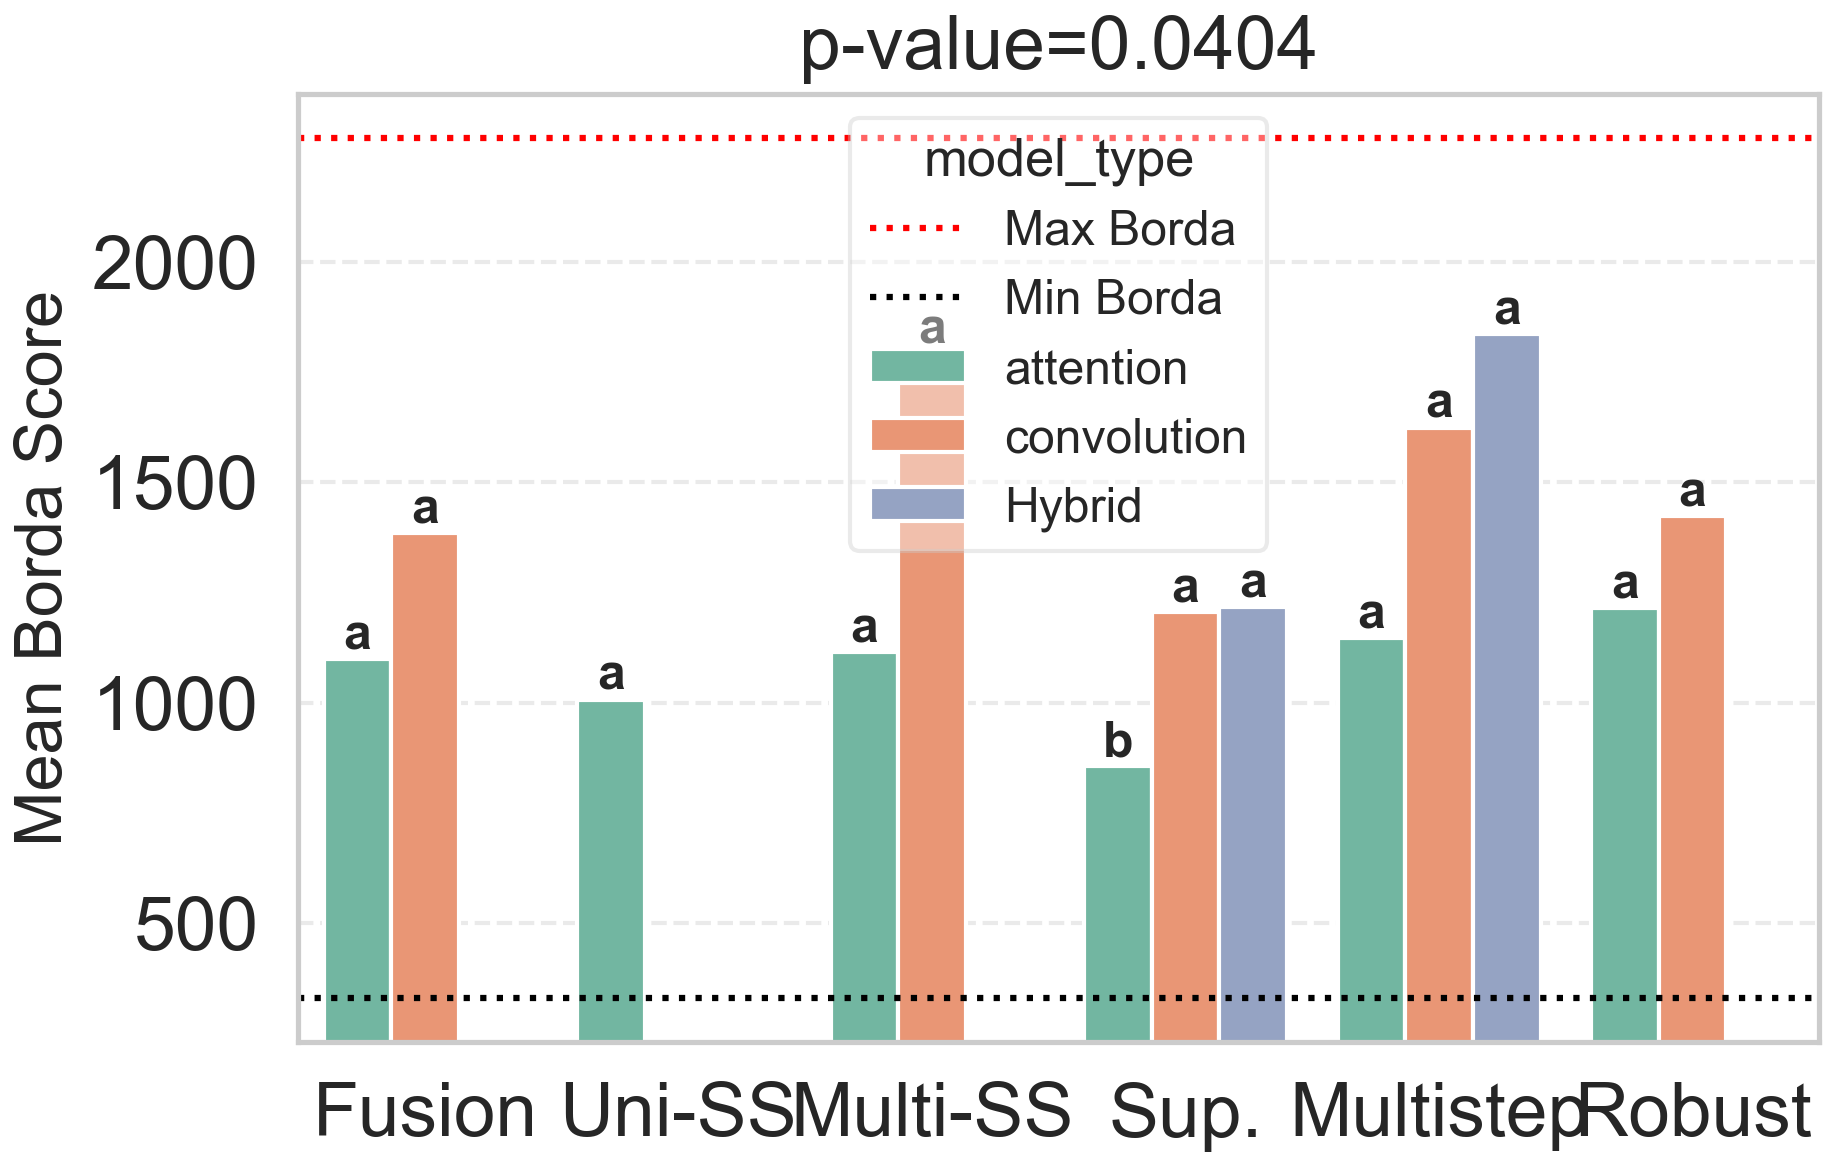 p-value=0.0404
Mean Borda Score
2000
1500
1000
500
model_type
Max Borda
Min Borda
attention
convolution
Hybrid
a
a
a
a
a
b
a
a
a
a
a
a
a
Fusion
Uni-SS
Multi-SS
Sup.
Multistep
Robust